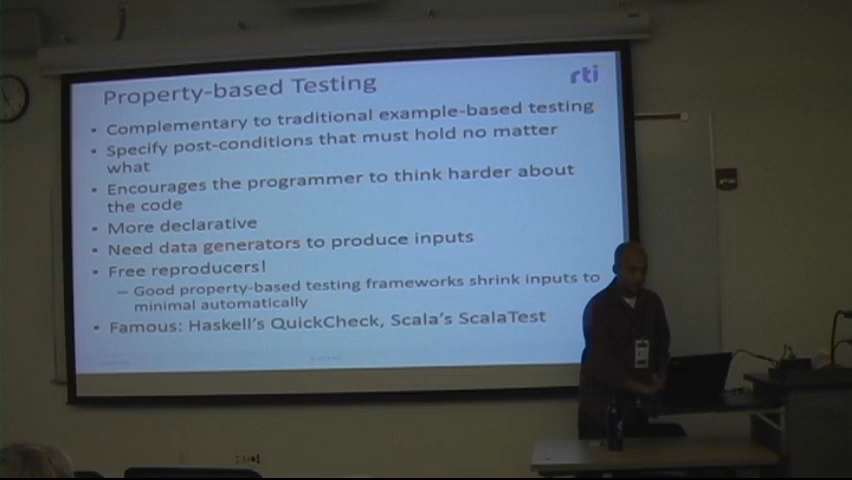 Property-based Testing
rti
• Complementary to traditional example-based testing
• Specify post-conditions that must hold no matter
what
• Encourages the programmer to think harder about
the code
• More declarative
• Need data generators to produce inputs
• Free reproducers!
– Good property-based testing frameworks shrink inputs to
minimal automatically
• Famous: Haskell's QuickCheck, Scala's ScalaTest